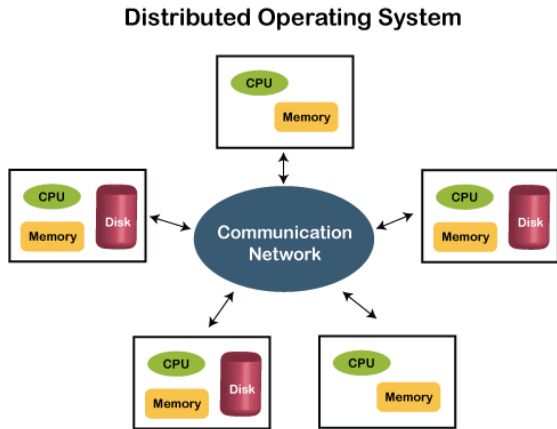 Distributed Operating System
CPU
Memory
CPU
Memory
Disk
Communication
Network
CPU
Memory
Disk
CPU
Memory
Disk
CPU
Memory